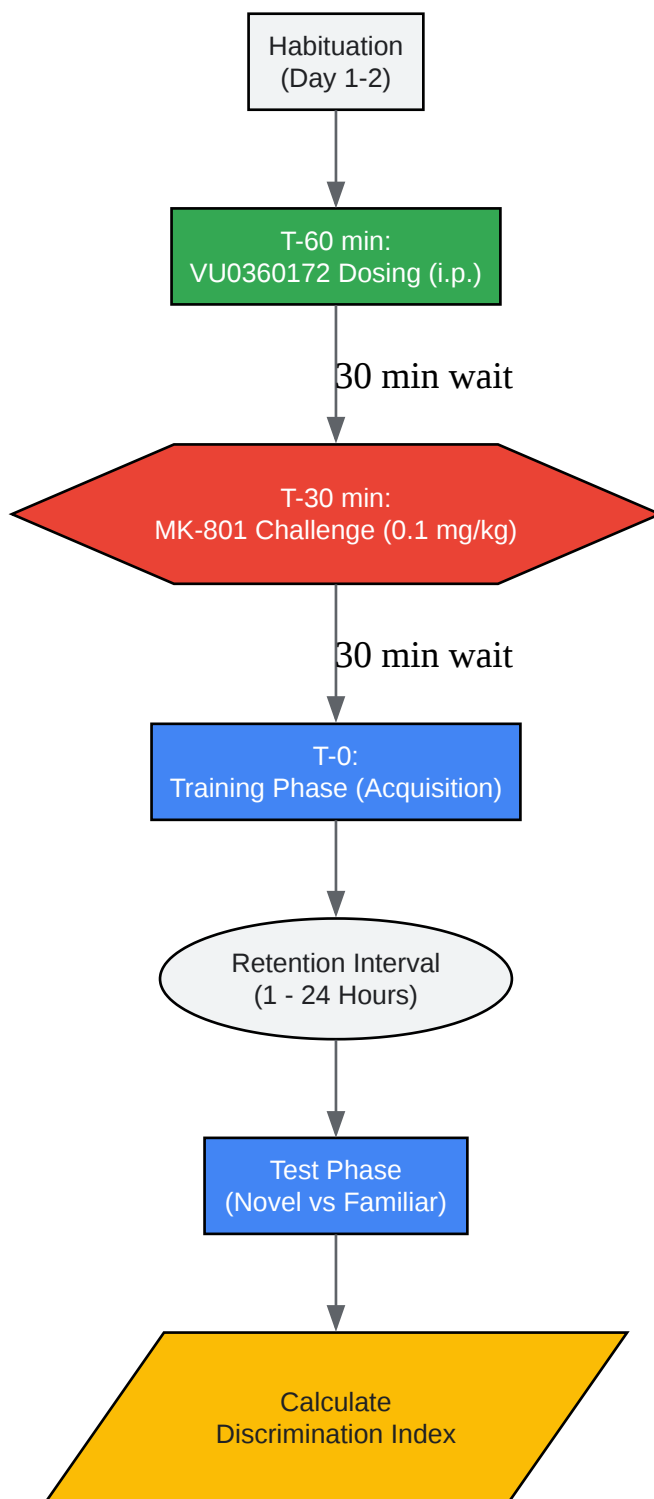 Habituation
(Day 1-2)
T-60 min:
VU0360172 Dosing (i.p.)
30 min wait
T-30 min:
MK-801 Challenge (0.1 mg/kg)
30 min wait
T-0:
Training Phase (Acquisition)
Retention Interval
(1 - 24 Hours)
Test Phase
(Novel vs Familiar)
Calculate
Discrimination Index